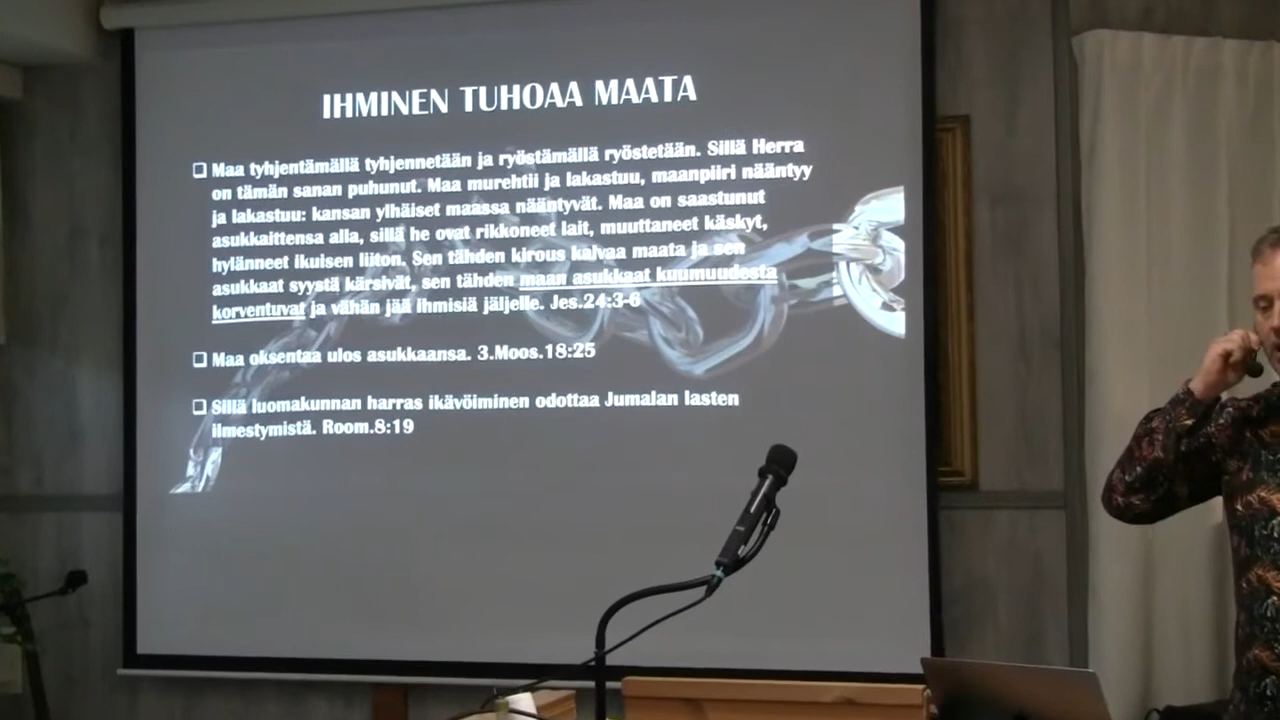 IHMINEN TUHOAA MAATA
❑ Maa tyhjentämällä tyhjennetään ja ryöstämällä ryöstetään. Sillä Herra
on tämän sanan puhunut. Maa murehtii ja lakastuu, maanpiiri nääntyy
ja lakastuu: kansan ylhäiset maassa nääntyvät. Maa on saastunut
asukkaittensa alla, sillä he ovat rikkoneet lait, muuttaneet käskyt,
hylänneet ikuisen liiton. Sen tähden kirous kalvaa maata ja sen
asukkaat syystä kärsivät, sen tähden maan asukkaat kuumuudesta
korventuvat ja vähän jää ihmisiä jäljelle. Jes.24:3-6
❑ Maa oksentaa ulos asukkaansa. 3.Moos.18:25
❑ Sillä luomakunnan harras ikävöiminen odottaa Jumalan lasten
ilmestymistä. Room.8:19